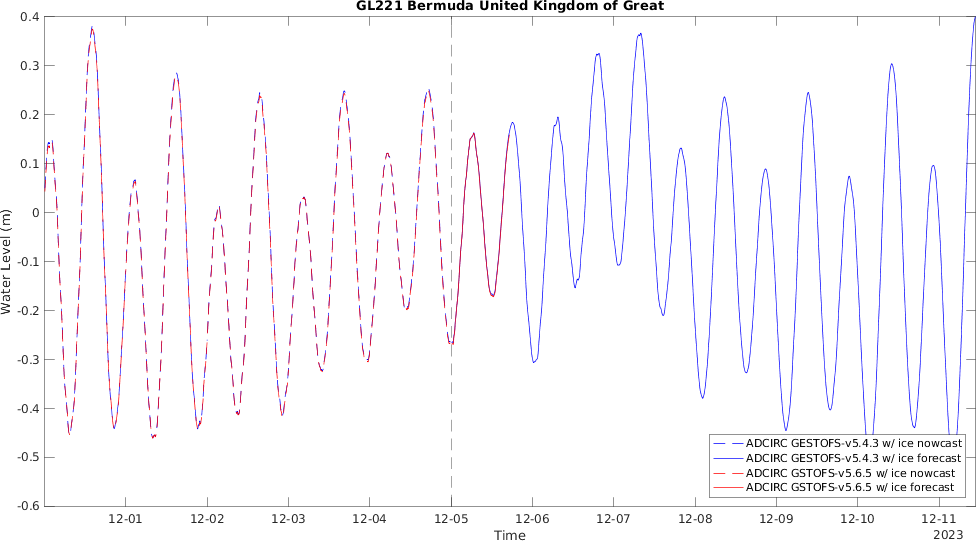 GL221 Bermuda United Kingdom of Great
0.4
0.3
0.2
0.1
0
-0.1
-0.2
-0.3
-0.4
-0.5
-0.6
Water Level (m)
12-01 12-02 12-03 12-04 12-05 12-06 12-07 12-08 12-09 12-10 12-11
Time
2023
ADCIRC GESTOFS-v5.4.3 w/ ice nowcast
ADCIRC GESTOFS-v5.4.3 w/ ice forecast
ADCIRC GSTOFS-v5.6.5 w/ ice nowcast
ADCIRC GSTOFS-v5.6.5 w/ ice forecast